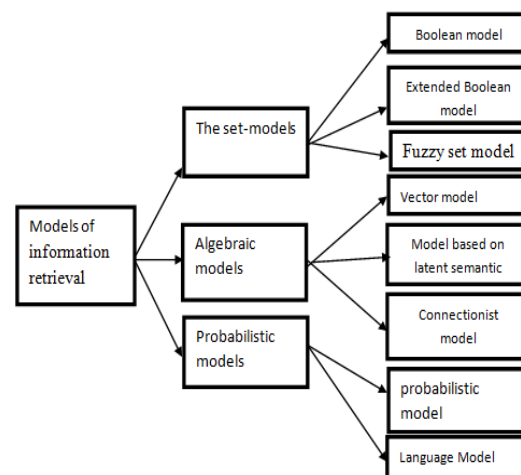 Boolean model
Extended Boolean
model
The set-models
Fuzzy set model
Vector model
Models of
information
retrieval
Algebraic
models
Model based on
latent semantic
Connectionist
model
Probabilistic
models
probabilistic
model
Language Model